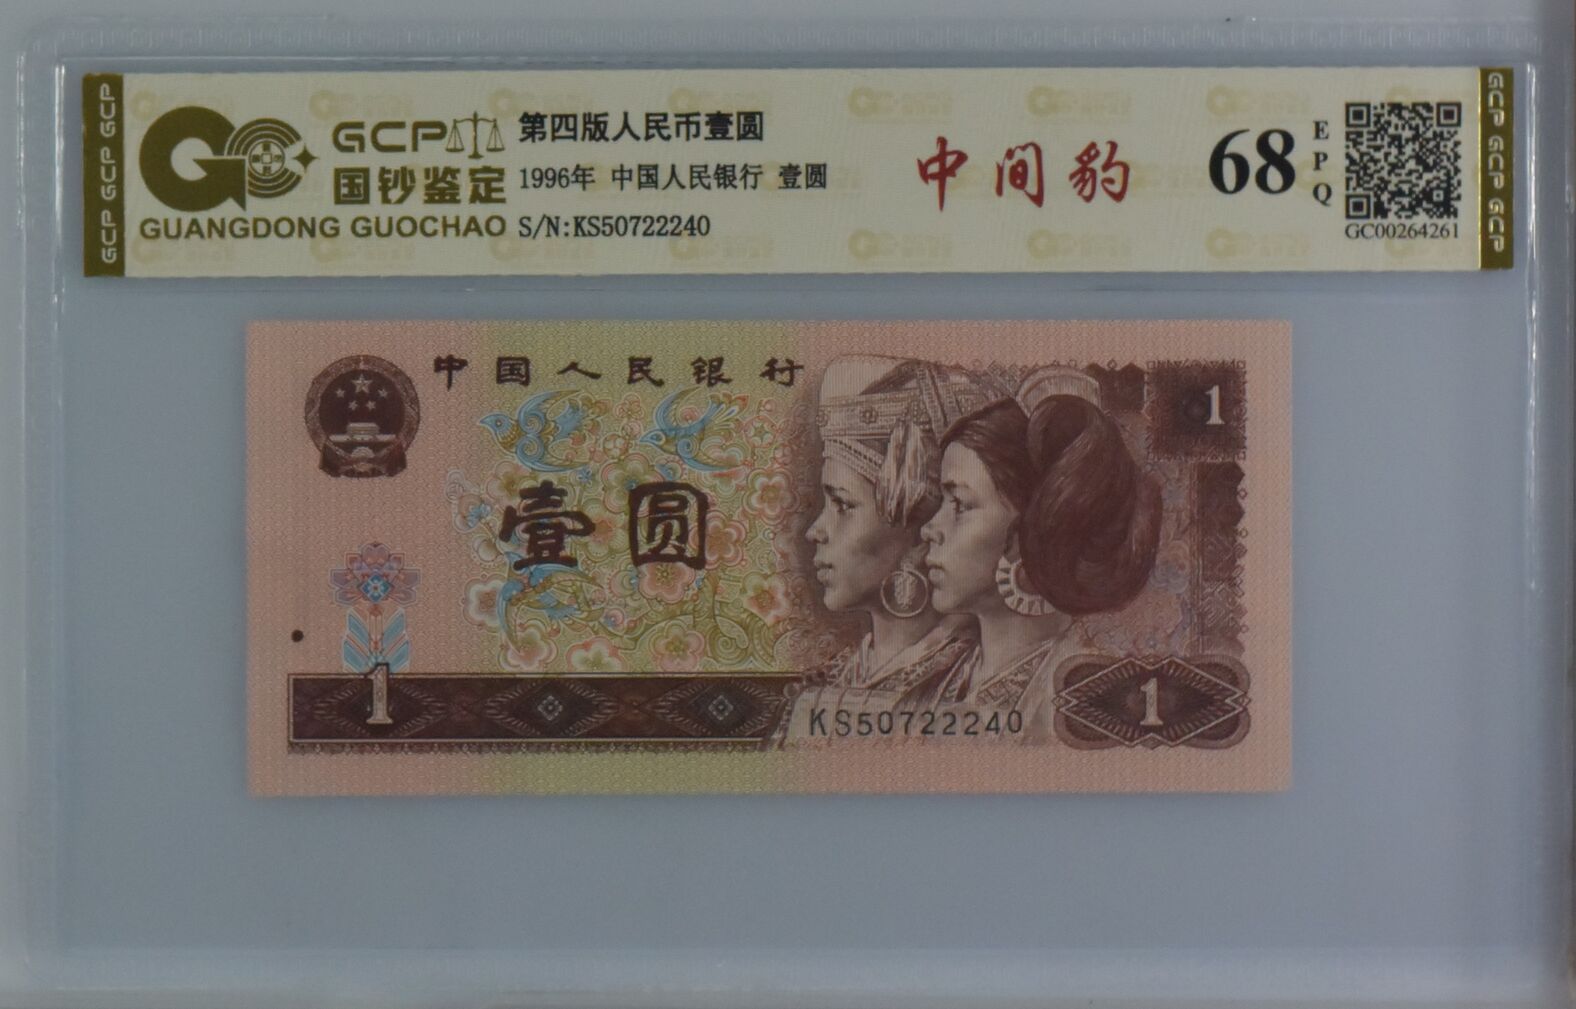 GCP GCP GCP
GCP
国钞鉴定
GUANGDONG GUOCHAO
第四版人民币壹圆
1996年 中国人民银行 壹圆
S/N:KS50722240
中间豹
68
EPQ
GC00264261
GCP GCP GCP
中国人民银行
1
壹圆
1
KS50722240
1